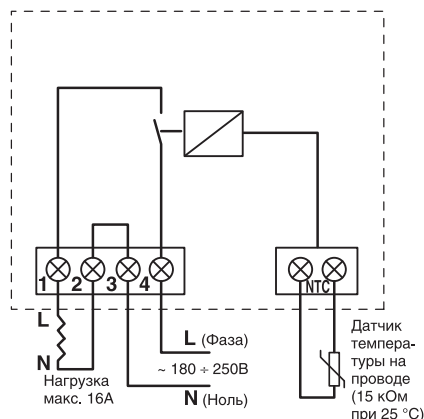 1 2 3 4
NTC
L
N
Нагрузка
макс. 16А
L (Фаза)
~ 180 ÷ 250В
N (Ноль)
Датчик
темпера-
туры на
проводе
(15 кОм
при 25 °C)